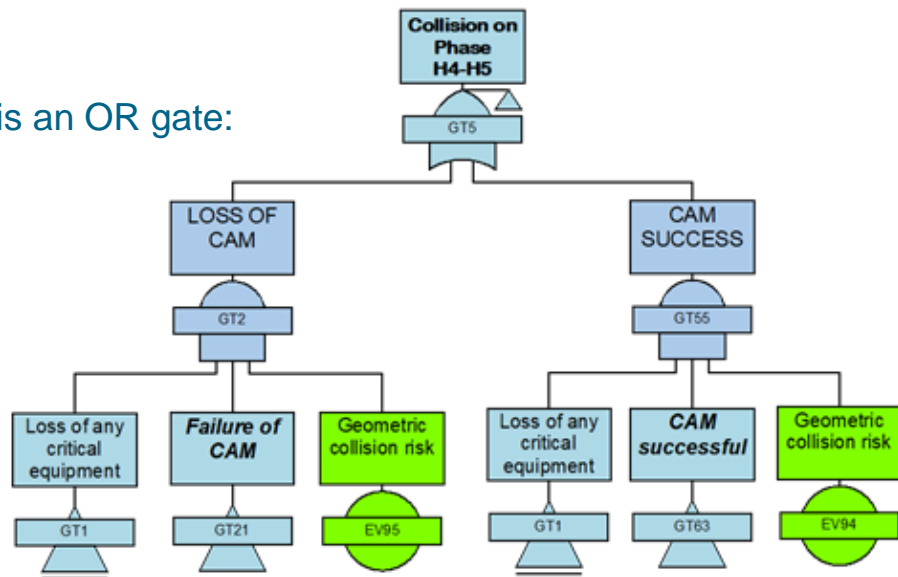 Collision on
Phase
H4-H5
is an OR gate:
GT5
LOSS OF
CAM
CAM
SUCCESS
GT2
GT55
Loss of any
critical
equipment
Failure of
CAM
Geometric
collision risk
Loss of any
critical
equipment
CAM
successful
Geometric
collision risk
GT1
GT21
EV95
GT1
GT63
EV94